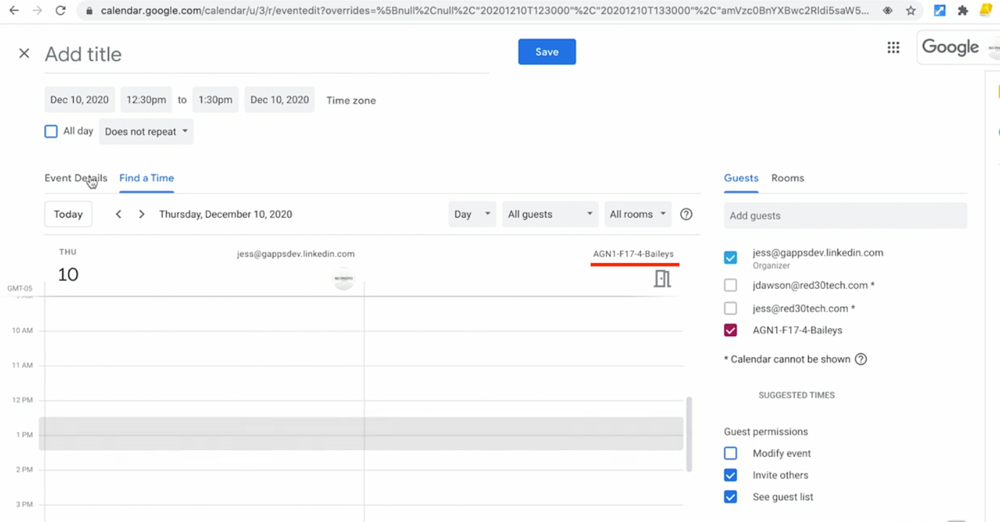 calendar.google.com/calendar/u/3/r/eventedit?overrides=%5Bnull%2Cnull%2C"20201210T123000"%2C"20201210T133000"%2C"amVzc0BnYXBwc2Rldi5saW5...
Add title
Save
Google
Dec 10, 2020 12:30pm to 1:30pm Dec 10, 2020 Time zone
All day Does not repeat
Event Details Find a Time
Guests Rooms
Today Thursday, December 10, 2020 Day All guests All rooms
Add guests
THU
10
GMT-05
jess@gappsdev.linkedin.com
NO PHOTO
AGN1-F17-4-Baileys
10 AM
11 AM
12 PM
1 PM
2 PM
3 PM
jess@gappsdev.linkedin.com
Organizer
jdawson@red30tech.com *
jess@red30tech.com *
AGN1-F17-4-Baileys
* Calendar cannot be shown
SUGGESTED TIMES
Guest permissions
Modify event
Invite others
See guest list